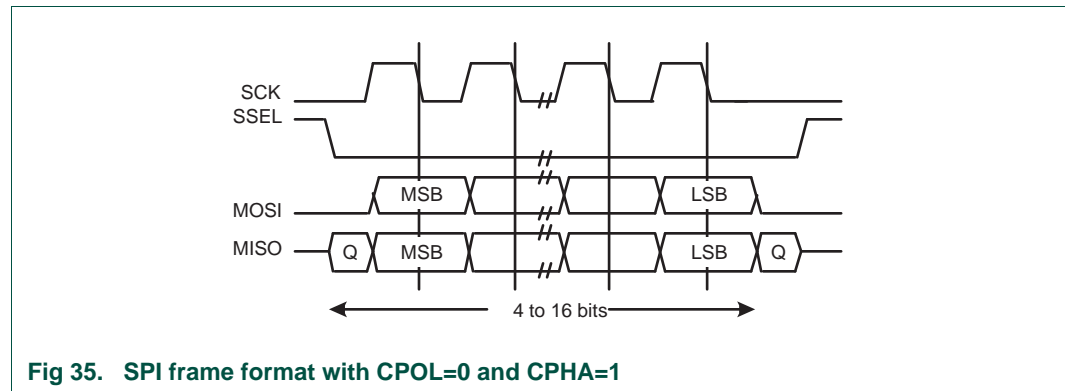 SCK
SSEL
MOSI
MSB
LSB
MISO
Q
MSB
LSB
Q
4 to 16 bits
Fig 35. SPI frame format with CPOL=0 and CPHA=1